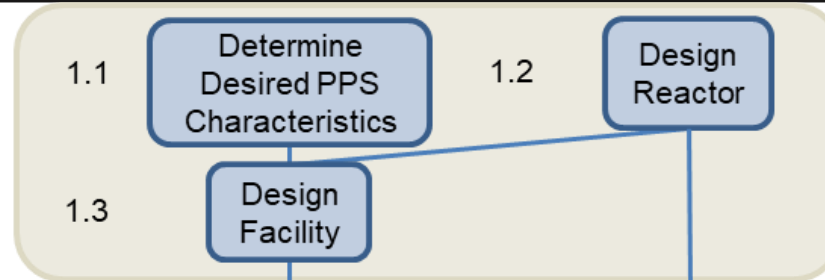 1.1
Determine
Desired PPS
Characteristics
1.2
Design
Reactor
1.3
Design
Facility